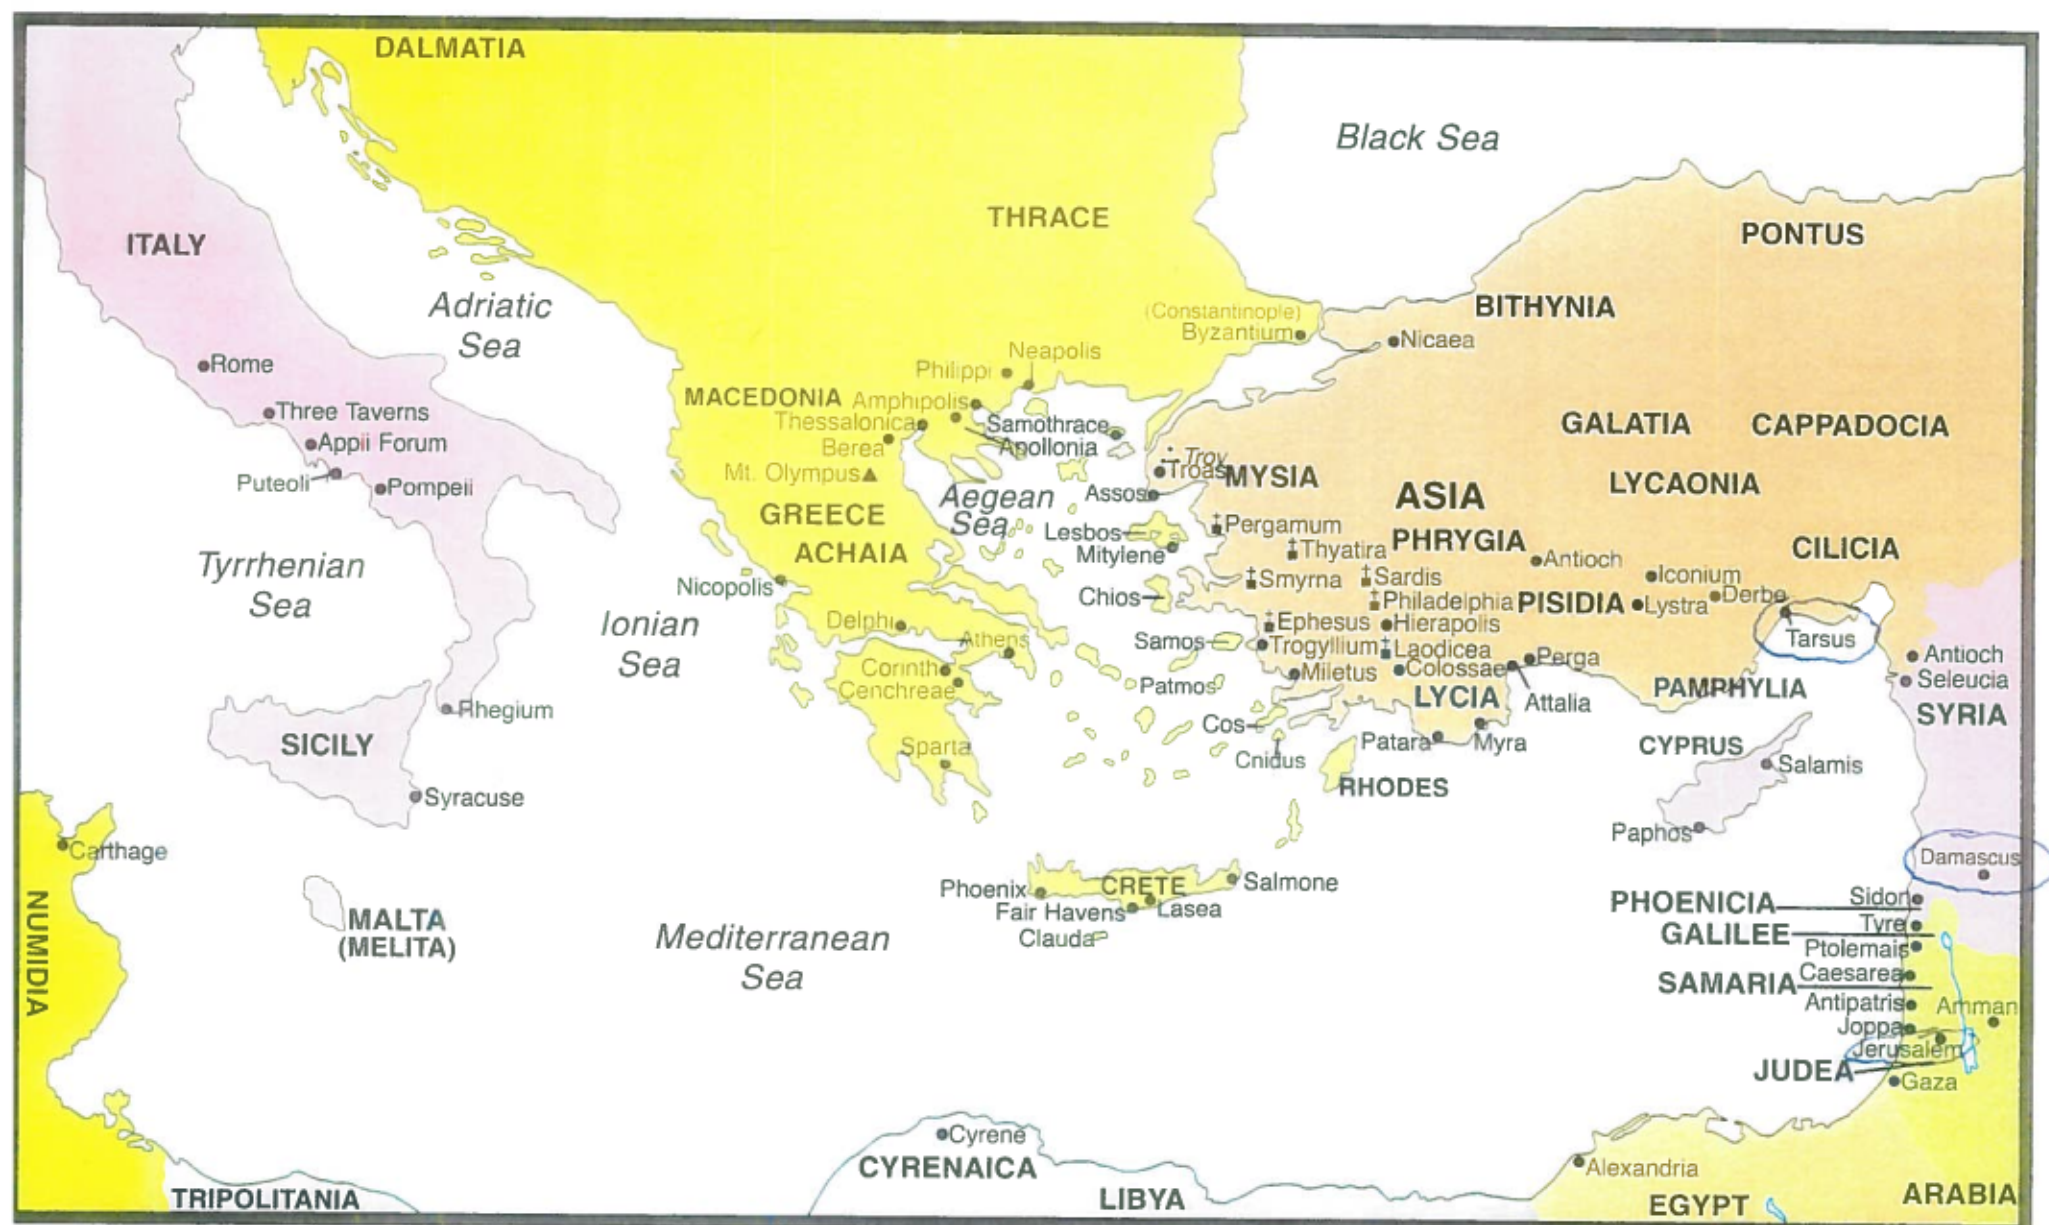 DALMATIA
Black Sea
THRACE
PONTUS
ITALY
Adriatic
Sea
BITHYNIA
(Constantinople)
Byzantium
Nicaea
Rome
Neapolis
Philippi
MACEDONIA
Amphipolis
Three Taverns
Thessalonica
Samothrace
GALATIA
CAPPADOCIA
Appii Forum
Berea
Apollonia
Troy
Troas
MYSIA
Puteoli
Pompeii
Mt. Olympus
Aegean
Sea
Assos
ASIA
LYCAONIA
GREECE
Pergamum
Lesbos
Mitylene
PHRYGIA
ACHAIA
Thyatira
Antioch
CILICIA
Tyrrhenian
Sea
Nicopolis
Smyrna
Sardis
Iconium
Chios
Philadelphia
PISIDIA
Lystra
Derbe
Ionian
Sea
Delphi
Athens
Ephesus
Hierapolis
Samos
Trogyllium
Laodicea
Perga
Tarsus
Antioch
Corinth
Cenchreae
Miletus
Colossae
Seleucia
Patmos
LYCIA
Attalia
PAMPHYLIA
Rhegium
SYRIA
SICILY
Cos
Sparta
Patara
Myra
CYPRUS
Cnidus
Salamis
RHODES
Syracuse
Paphos
Carthage
Damascus
Phoenix
CRETE
Salmone
Fair Havens
Lasea
Clauda
PHOENICIA
Sidon
NUMIDIA
MALTA
(MELITA)
Mediterranean
Sea
Tyre
GALILEE
Ptolemais
Caesarea
SAMARIA
Antipatris
Amman
Joppa
Jerusalem
JUDEA
Gaza
Cyrene
CYRENAICA
Alexandria
TRIPOLITANIA
LIBYA
EGYPT
ARABIA